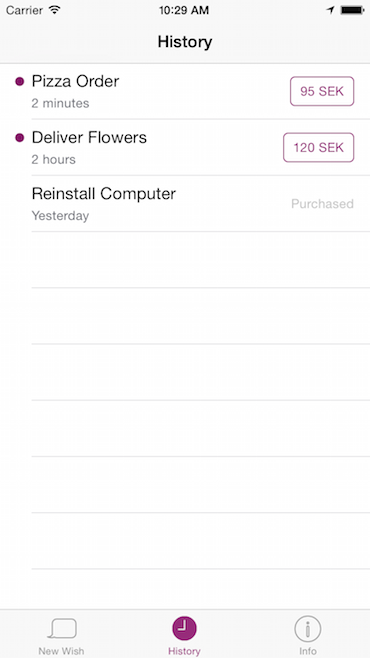 Carrier 10:29 AM
History
Pizza Order
2 minutes
95 SEK
Deliver Flowers
2 hours
120 SEK
Reinstall Computer
Yesterday
Purchased
New Wish
History
Info